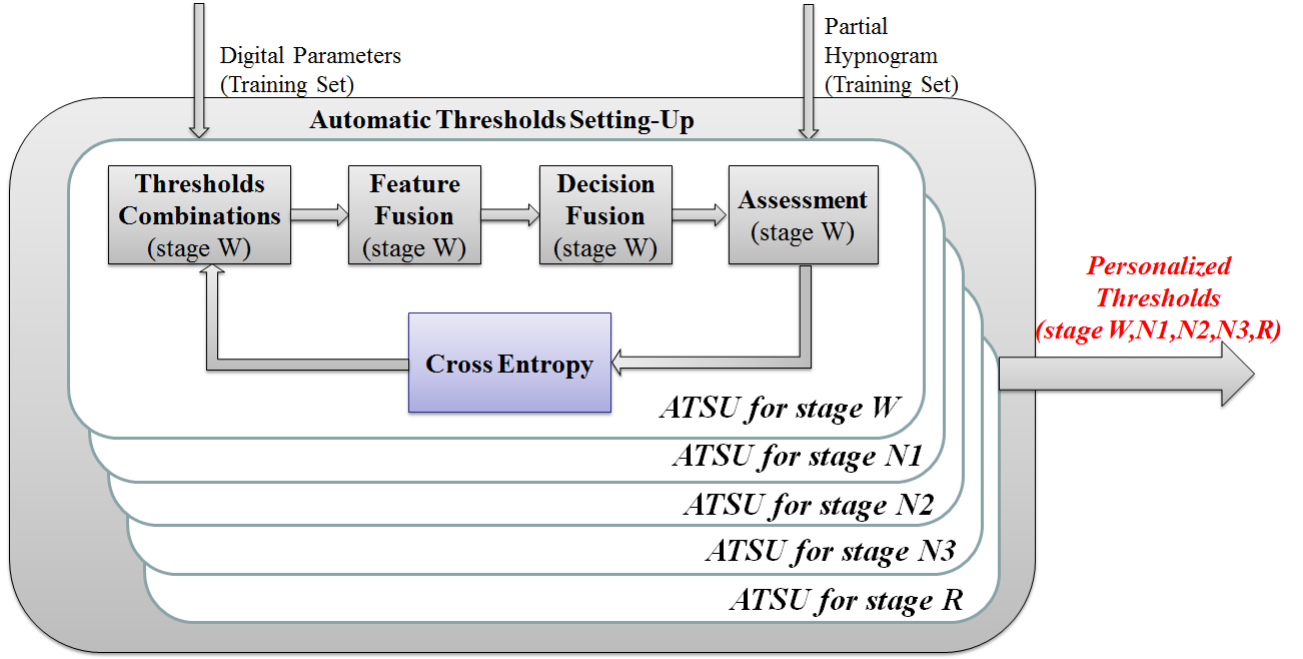 Digital Parameters
(Training Set)
Partial
Hypnogram
(Training Set)
Automatic Thresholds Setting-Up
Thresholds
Combinations
(stage W)
Feature
Fusion
(stage W)
Decision
Fusion
(stage W)
Assessment
(stage W)
Cross Entropy
ATSU for stage W
ATSU for stage N1
ATSU for stage N2
ATSU for stage N3
ATSU for stage R
Personalized
Thresholds
(stage W,N1,N2,N3,R)